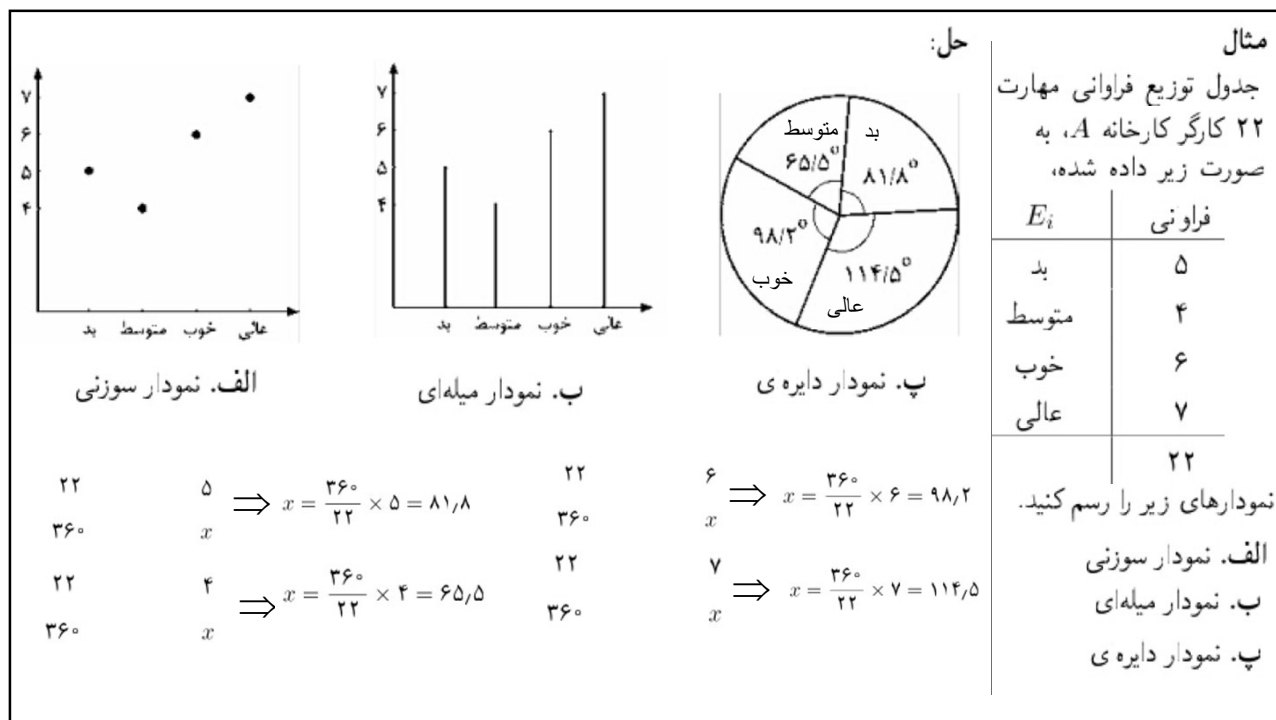 مثال
جدول توزیع فراوانی مهارت
۲۲ کارگر کارخانه A، به
صورت زیر داده شده،
E_i فراوانی
بد ۵
متوسط ۴
خوب ۶
عالی ۷
۲۲
نمودارهای زیر را رسم کنید.
الف. نمودار سوزنی
ب. نمودار میله‌ای
پ. نمودار دایره ی
حل:
متوسط
۶۵/۵°
بد
۸۱/۸°
۹۸/۲°
خوب
۱۱۴/۵°
عالی
پ. نمودار دایره ی
۷
۶
۵
۴
بد متوسط خوب عالی
ب. نمودار میله‌ای
۷
۶
۵
۴
بد متوسط خوب عالی
الف. نمودار سوزنی
۲۲ ۵
۳۶۰ x
⇒ x = ۳۶۰/۲۲ × ۵ = ۸۱٫۸
۲۲ ۶
۳۶۰ x
⇒ x = ۳۶۰/۲۲ × ۶ = ۹۸٫۲
۲۲ ۴
۳۶۰ x
⇒ x = ۳۶۰/۲۲ × ۴ = ۶۵٫۵
۲۲ ۷
۳۶۰ x
⇒ x = ۳۶۰/۲۲ × ۷ = ۱۱۴٫۵